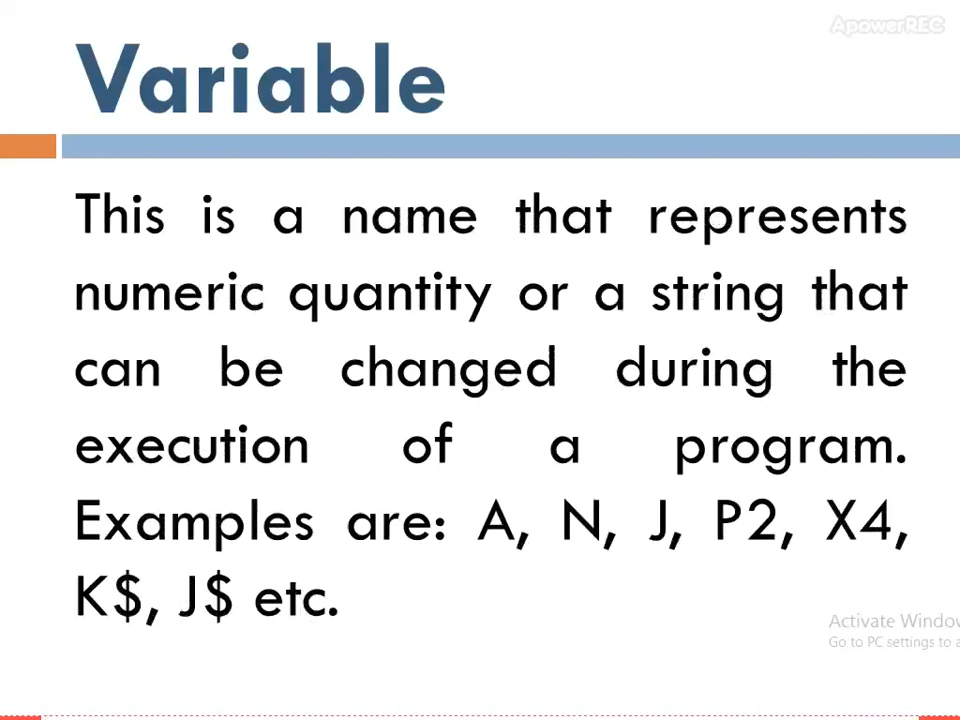 ApowerREC
Variable
This is a name that represents
numeric quantity or a string that
can be changed during the
execution of a program.
Examples are: A, N, J, P2, X4,
K$, J$ etc.
Activate Window
Go to PC settings to a